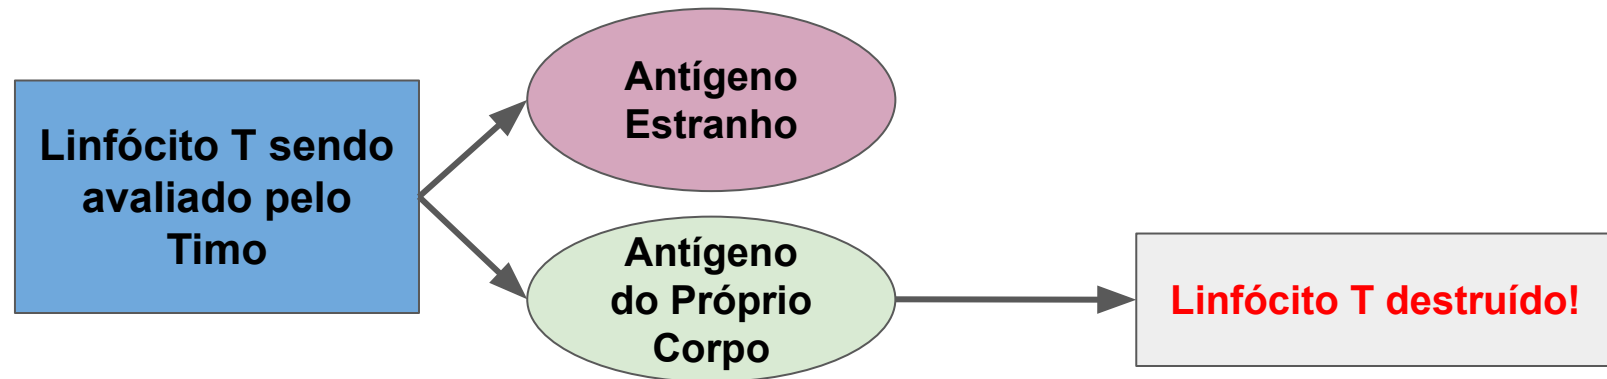 Linfócito T sendo
avaliado pelo
Timo
Antígeno
Estranho
Antígeno
do Próprio
Corpo
Linfócito T destruído!